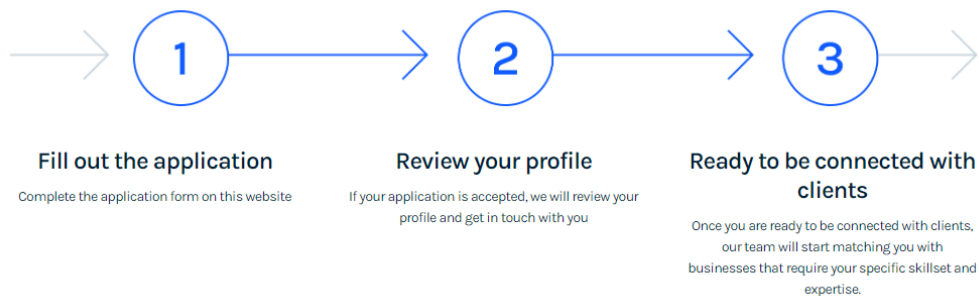 1
2
3
Fill out the application
Complete the application form on this website
Review your profile
If your application is accepted, we will review your
profile and get in touch with you
Ready to be connected with
clients
Once you are ready to be connected with clients,
our team will start matching you with
businesses that require your specific skillset and
expertise.